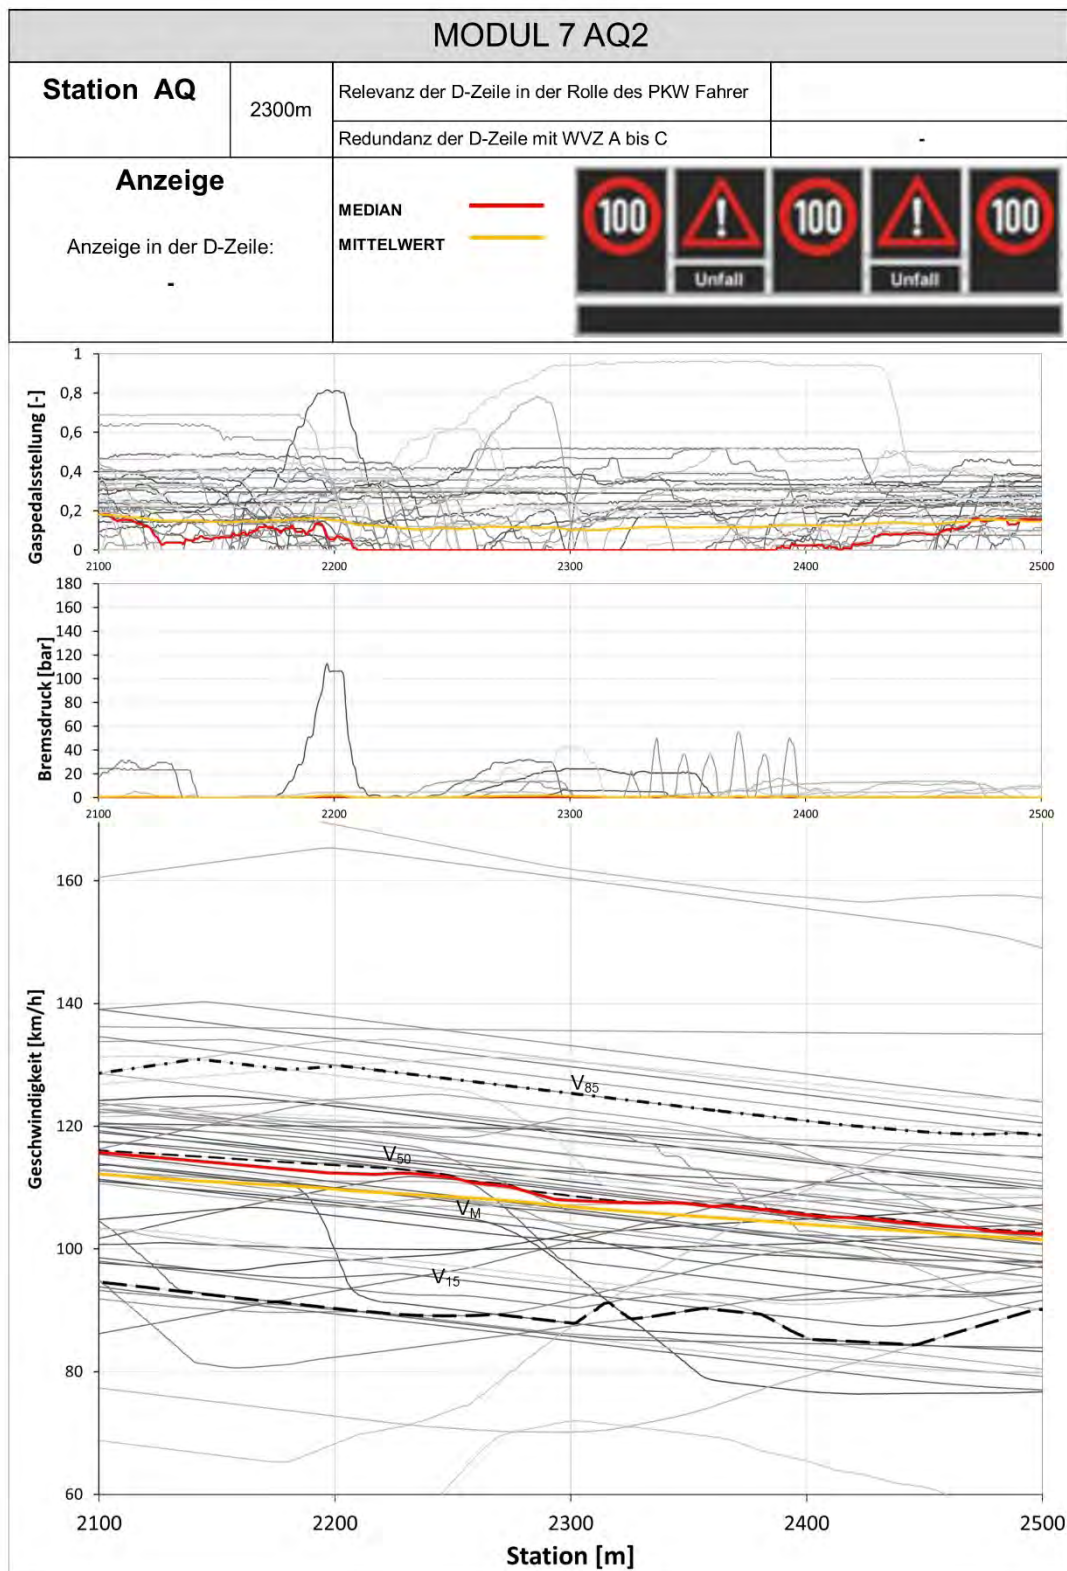 MODUL 7 AQ2
Station AQ
2300m
Relevanz der D-Zeile in der Rolle des PKW Fahrer
Redundanz der D-Zeile mit WVZ A bis C
-
Anzeige
Anzeige in der D-Zeile:
-
MEDIAN
MITTELWERT
100
!
100
!
100
Unfall
Unfall
Gaspedalsstellung [-]
1
0,8
0,6
0,4
0,2
0
2100
2200
2300
2400
2500
Bremsdruck [bar]
180
160
140
120
100
80
60
40
20
0
2100
2200
2300
2400
2500
Geschwindigkeit [km/h]
160
140
120
100
80
60
V85
V50
VM
V15
2100
2200
2300
2400
2500
Station [m]